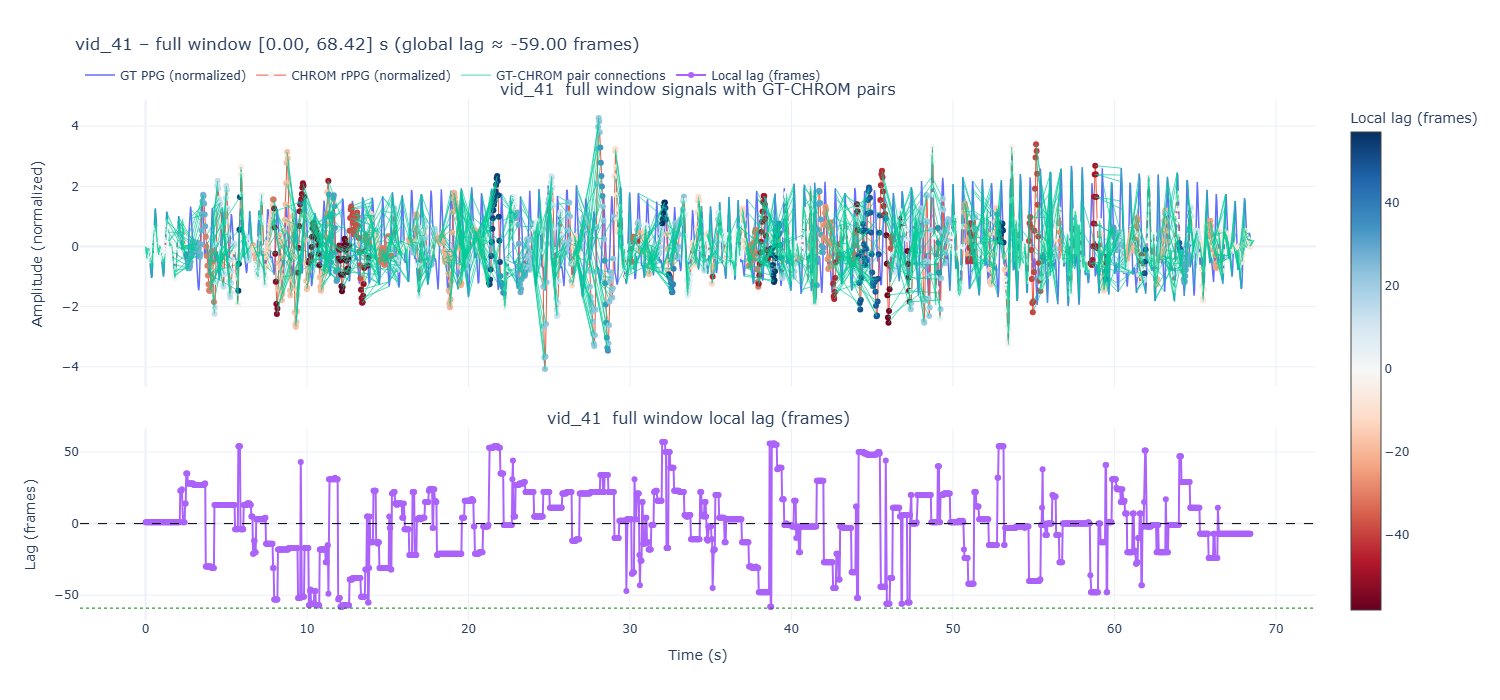 vid_41 – full window [0.00, 68.42] s (global lag ≈ -59.00 frames)
GT PPG (normalized) CHROM rPPG (normalized) GT-CHROM pair connections Local lag (frames)
vid_41 full window signals with GT-CHROM pairs
Local lag (frames)
Amplitude (normalized)
4
2
0
−2
−4
40
20
0
−20
−40
vid_41 full window local lag (frames)
Lag (frames)
50
0
−50
0 10 20 30 40 50 60 70
Time (s)